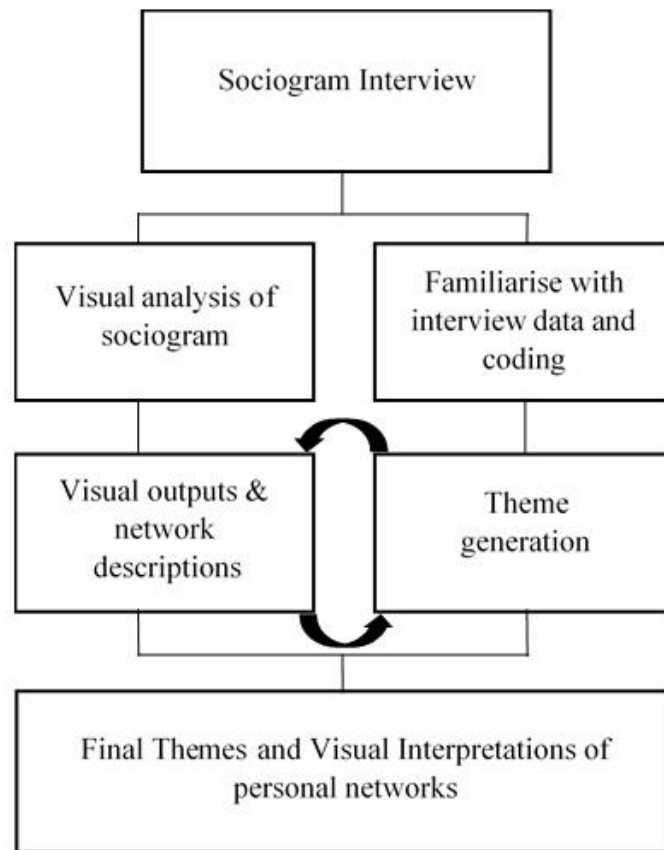 Sociogram Interview
Visual analysis of
sociogram
Familiarise with
interview data and
coding
Visual outputs &
network
descriptions
Theme
generation
Final Themes and Visual Interpretations of
personal networks